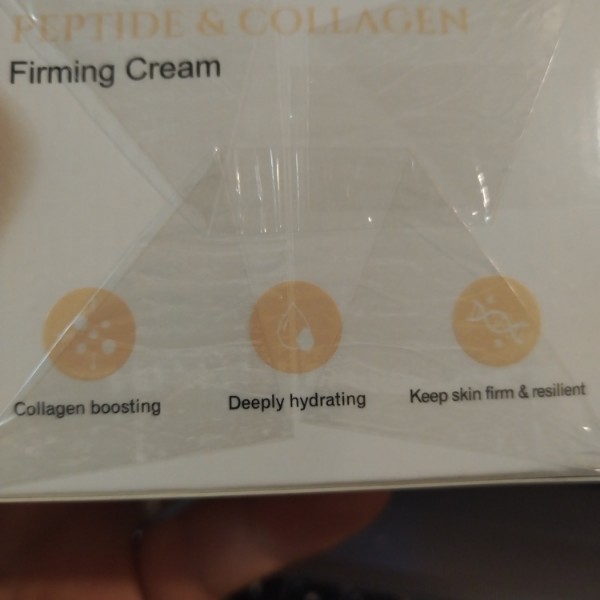 PEPTIDE & COLLAGEN
Firming Cream
Collagen boosting
Deeply hydrating
Keep skin firm & resilient